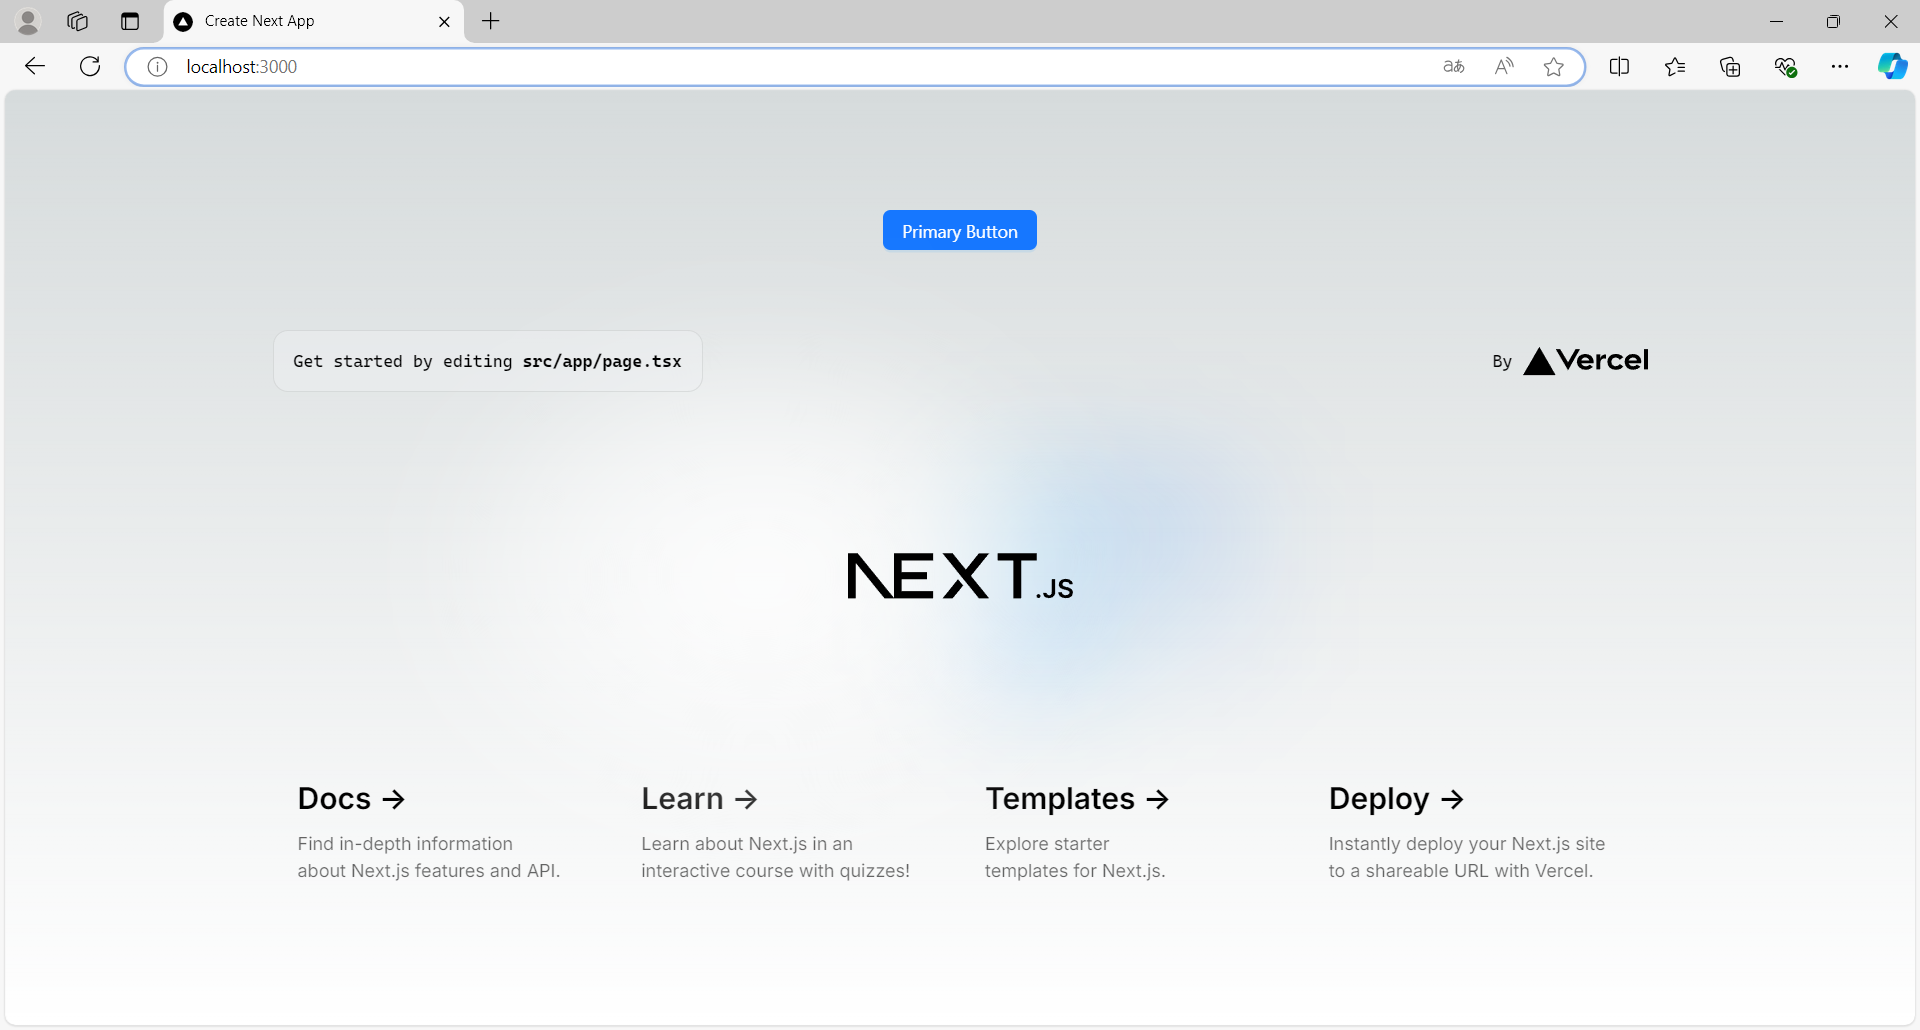 Create Next App
localhost:3000
Primary Button
Get started by editing src/app/page.tsx
By Vercel
NEXT.JS
Docs →
Find in-depth information
about Next.js features and API.
Learn →
Learn about Next.js in an
interactive course with quizzes!
Templates →
Explore starter
templates for Next.js.
Deploy →
Instantly deploy your Next.js site
to a shareable URL with Vercel.